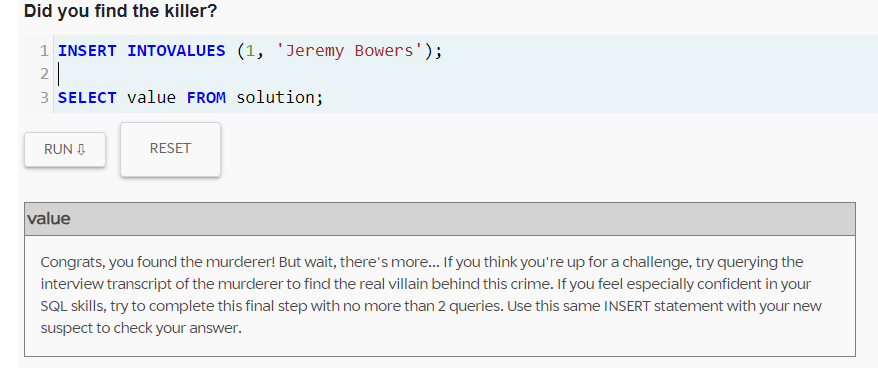 Did you find the killer?
1 INSERT INTOVALUES (1, 'Jeremy Bowers');
2
3 SELECT value FROM solution;
RUN ⇩
RESET
value
Congrats, you found the murderer! But wait, there's more... If you think you're up for a challenge, try querying the
interview transcript of the murderer to find the real villain behind this crime. If you feel especially confident in your
SQL skills, try to complete this final step with no more than 2 queries. Use this same INSERT statement with your new
suspect to check your answer.